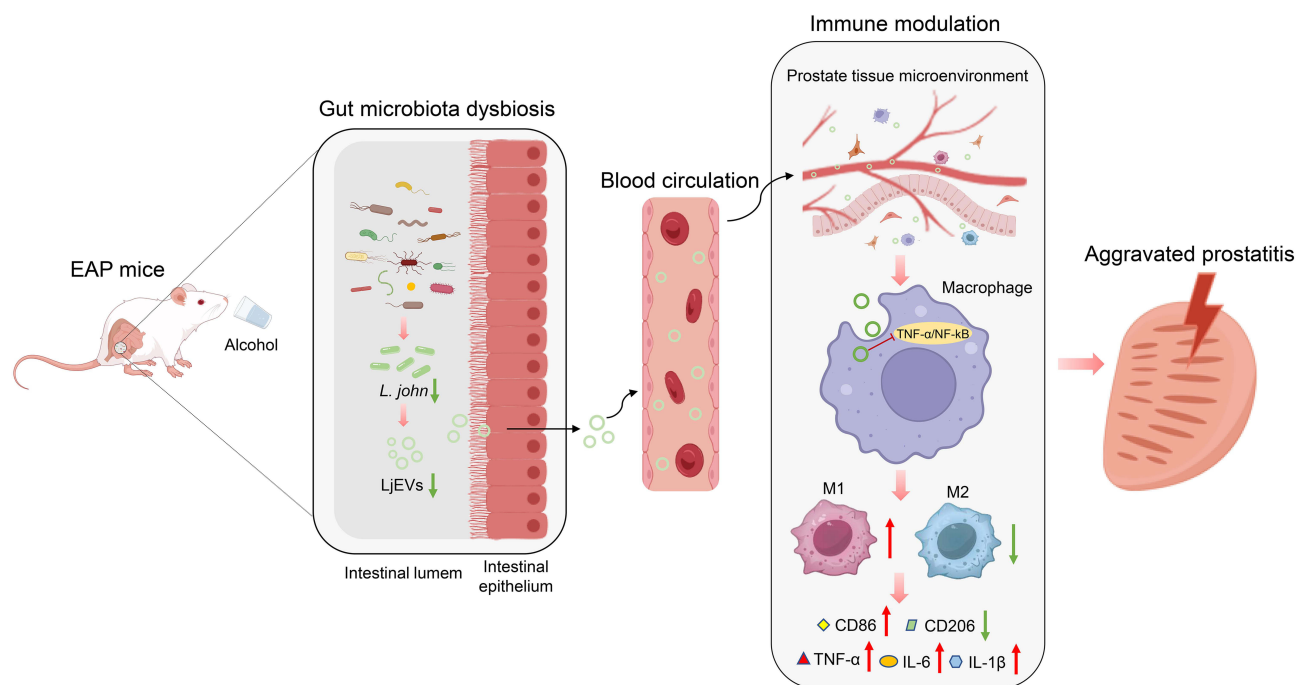 Immune modulation
Prostate tissue microenvironment
Gut microbiota dysbiosis
Blood circulation
EAP mice
Alcohol
L. john
LjEVs
Intestinal lumem
Intestinal
epithelium
Macrophage
TNF-α/NF-kB
M1
M2
CD86
CD206
TNF-α
IL-6
IL-1β
Aggravated prostatitis